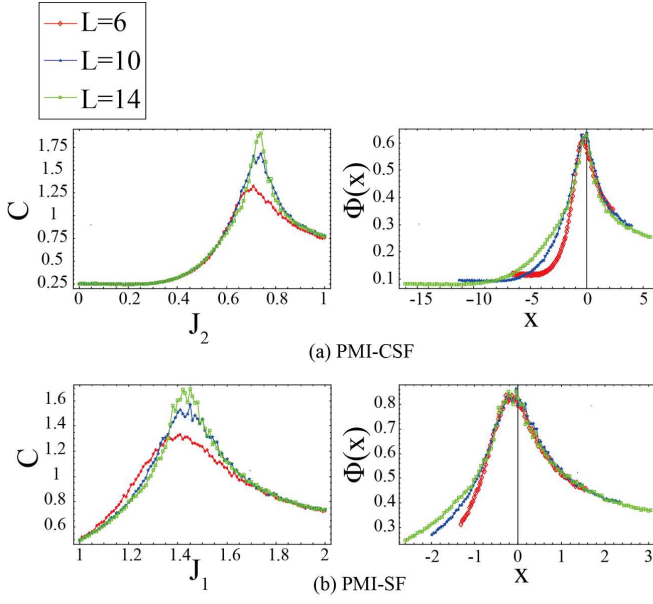 L=6
L=10
L=14
C
1.75
1.5
1.25
1
0.75
0.5
0.25
0 0.2 0.4 0.6 0.8 1
J2
Φ(x)
0.6
0.5
0.4
0.3
0.2
0.1
-15 -10 -5 0 5
x
(a) PMI-CSF
C
1.6
1.4
1.2
1
0.8
0.6
1 1.2 1.4 1.6 1.8 2
J1
Φ(x)
0.8
0.7
0.6
0.5
0.4
0.3
-2 -1 0 1 2 3
x
(b) PMI-SF